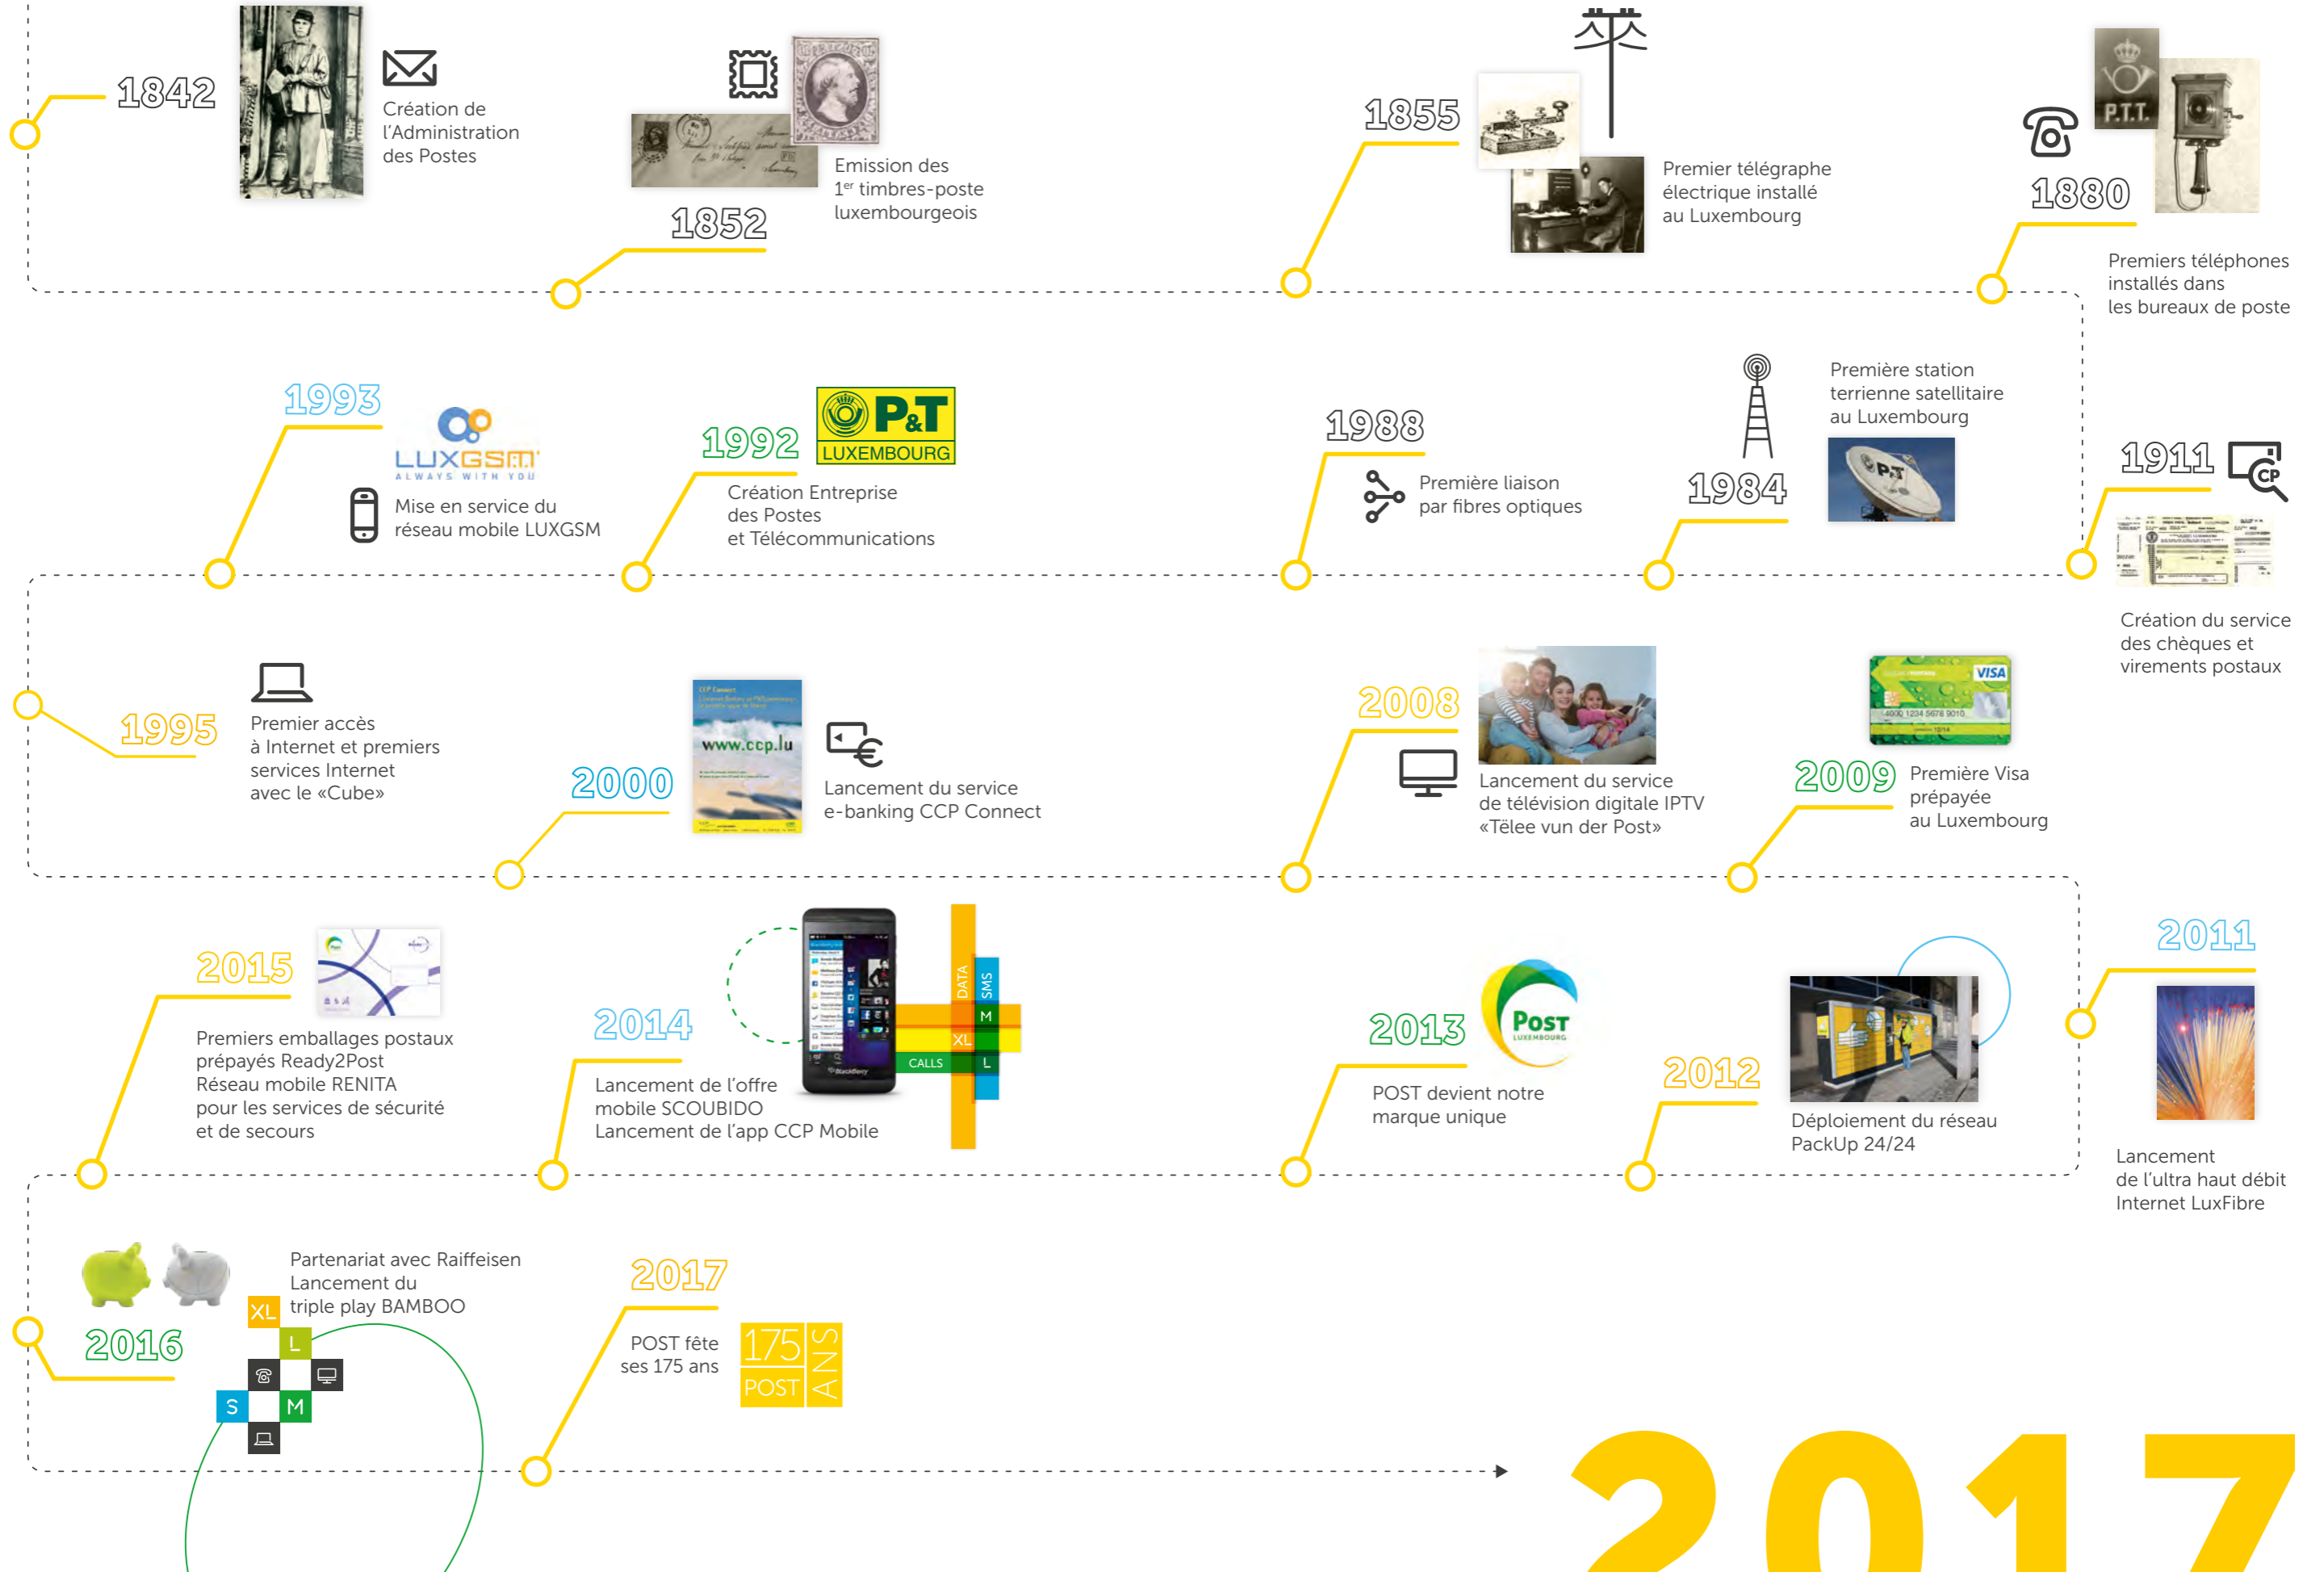 1842
Création de
l'Administration
des Postes
1852
Emission des
1er timbres-poste
luxembourgeois
1855
Premier télégraphe
électrique installé
au Luxembourg
P.T.T.
1880
Premiers téléphones
installés dans
les bureaux de poste
1911
CP
Création du service
des chèques et
virements postaux
1984
Première station
terrienne satellitaire
au Luxembourg
P&T
1988
Première liaison
par fibres optiques
1992
P&T
LUXEMBOURG
Création Entreprise
des Postes
et Télécommunications
1993
LUXGSM
ALWAYS WITH YOU
Mise en service du
réseau mobile LUXGSM
1995
Premier accès
à Internet et premiers
services Internet
avec le «Cube»
2000
CCP Connect
www.ccp.lu
Lancement du service
e-banking CCP Connect
2008
Lancement du service
de télévision digitale IPTV
«Tëlee vun der Post»
2009
VISA
4000 1234 5678 9010
Première Visa
prépayée
au Luxembourg
2011
Lancement
de l'ultra haut débit
Internet LuxFibre
2012
Déploiement du réseau
PackUp 24/24
2013
POST
LUXEMBOURG
POST devient notre
marque unique
2014
BlackBerry
DATA
SMS
M
XL
CALLS
L
Lancement de l'offre
mobile SCOUBIDO
Lancement de l'app CCP Mobile
2015
Premiers emballages postaux
prépayés Ready2Post
Réseau mobile RENITA
pour les services de sécurité
et de secours
2016
Partenariat avec Raiffeisen
Lancement du
triple play BAMBOO
XL
L
S
M
2017
POST fête
ses 175 ans
175
POST
ANS
2017